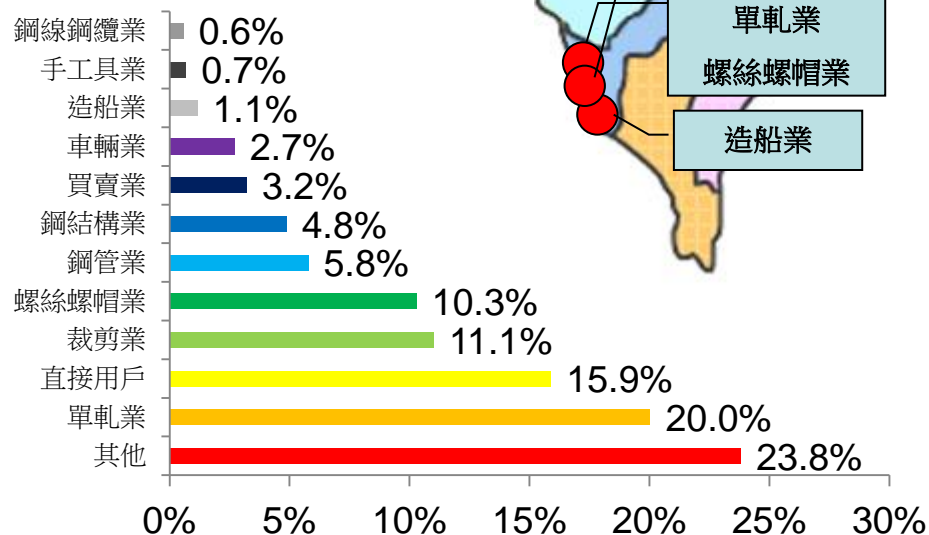 鋼線鋼纜業 0.6%
手工具業 0.7%
造船業 1.1%
車輛業 2.7%
買賣業 3.2%
鋼結構業 4.8%
鋼管業 5.8%
螺絲螺帽業 10.3%
裁剪業 11.1%
直接用戶 15.9%
單軋業 20.0%
其他 23.8%
0% 5% 10% 15% 20% 25% 30%
單軋業
螺絲螺帽業
造船業